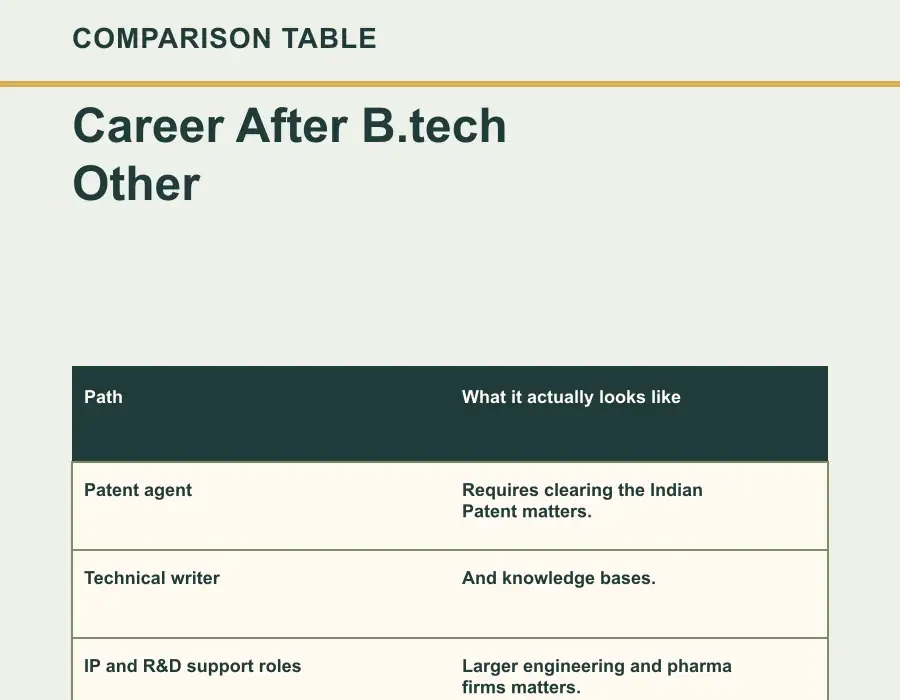 COMPARISON TABLE
Career After B.tech
Other
Path
What it actually looks like
Patent agent
Requires clearing the Indian
Patent matters.
Technical writer
And knowledge bases.
IP and R&D support roles
Larger engineering and pharma
firms matters.